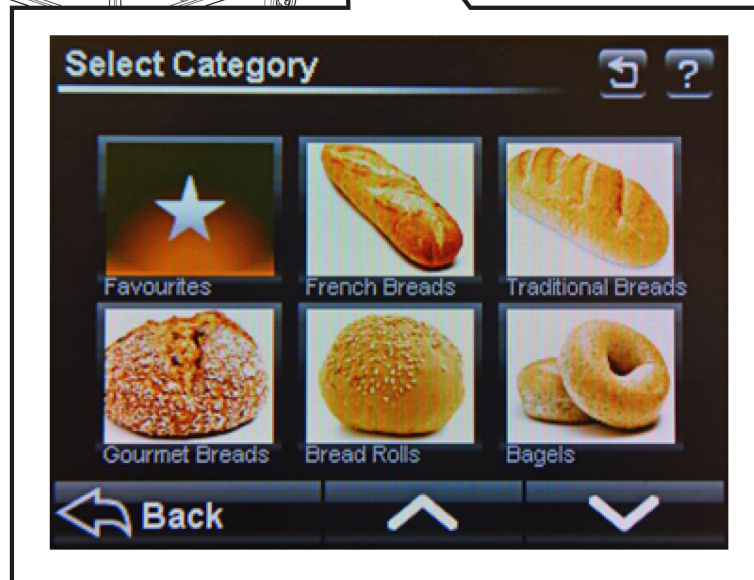 Select Category
?
Favourites
French Breads
Traditional Breads
Gourmet Breads
Bread Rolls
Bagels
Back